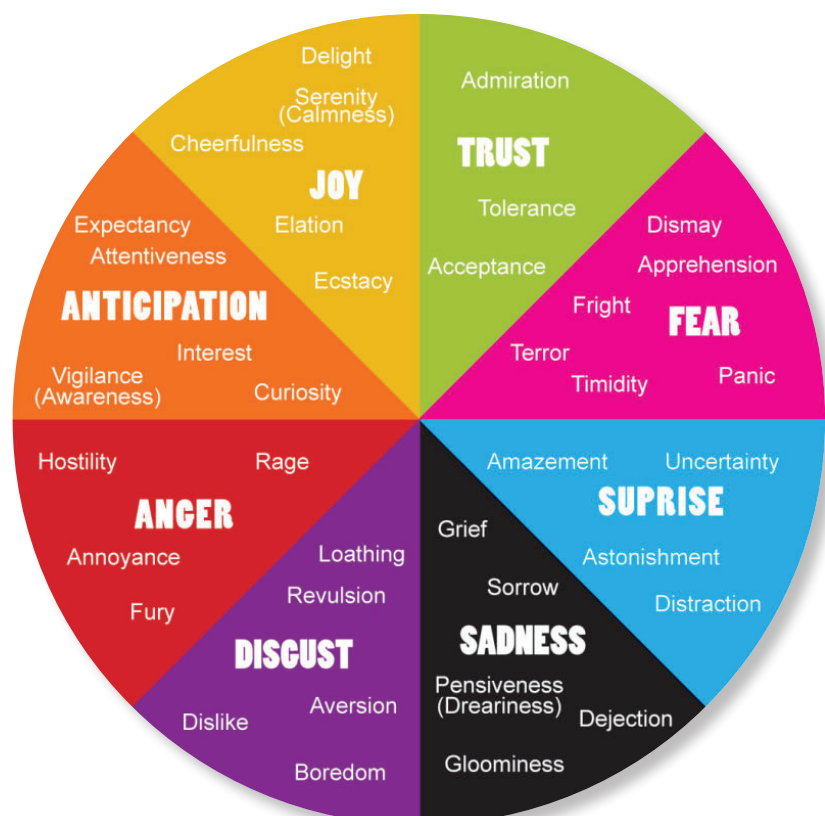 Delight
Serenity
(Calmness)
Cheerfulness
JOY
Elation
Ecstacy
Admiration
TRUST
Tolerance
Acceptance
Dismay
Apprehension
Fright
FEAR
Terror
Timidity
Panic
Amazement
Uncertainty
SUPRISE
Astonishment
Distraction
Grief
Sorrow
SADNESS
Pensiveness
(Dreariness)
Dejection
Gloominess
Loathing
Revulsion
DISGUST
Aversion
Dislike
Boredom
Hostility
Rage
ANGER
Annoyance
Fury
Expectancy
Attentiveness
ANTICIPATION
Interest
Vigilance
(Awareness)
Curiosity